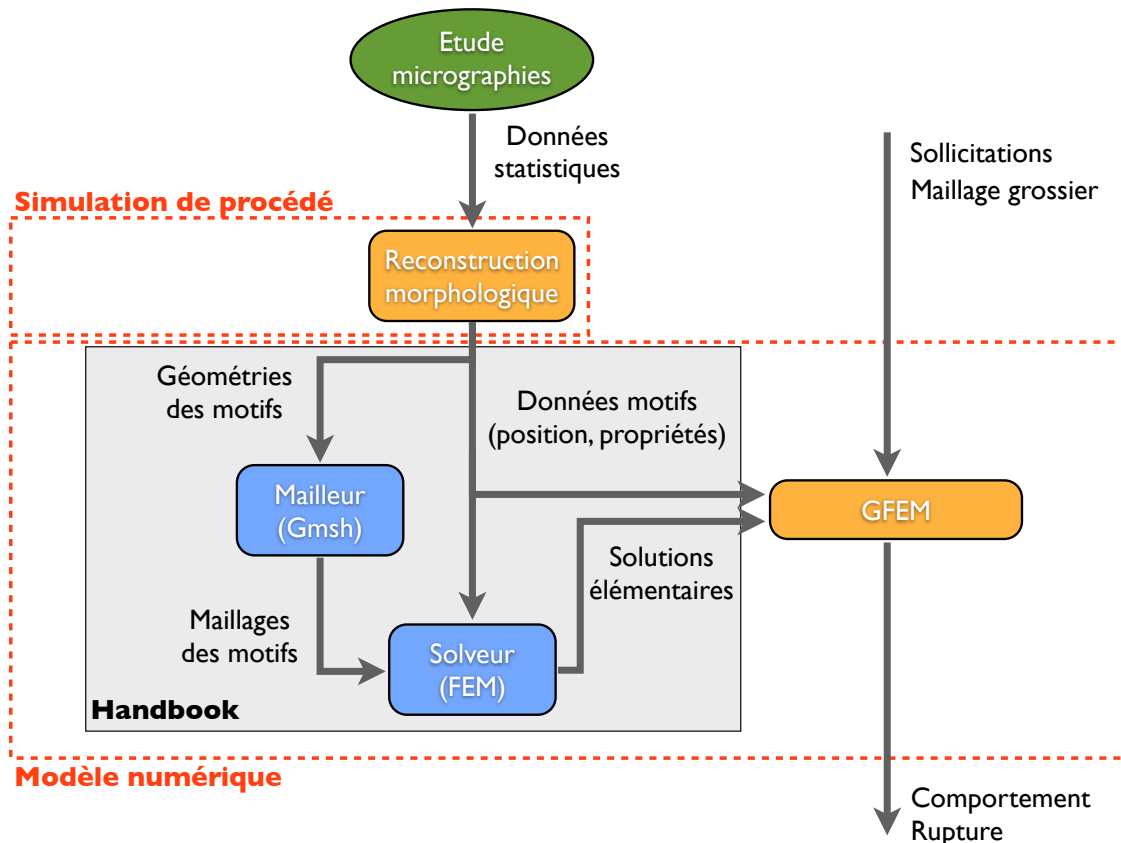 Etude
micrographies
Données
statistiques
Sollicitations
Maillage grossier
Simulation de procédé
Reconstruction
morphologique
Géométries
des motifs
Données motifs
(position, propriétés)
Mailleur
(Gmsh)
GFEM
Solutions
élémentaires
Maillages
des motifs
Solveur
(FEM)
Handbook
Modèle numérique
Comportement
Rupture